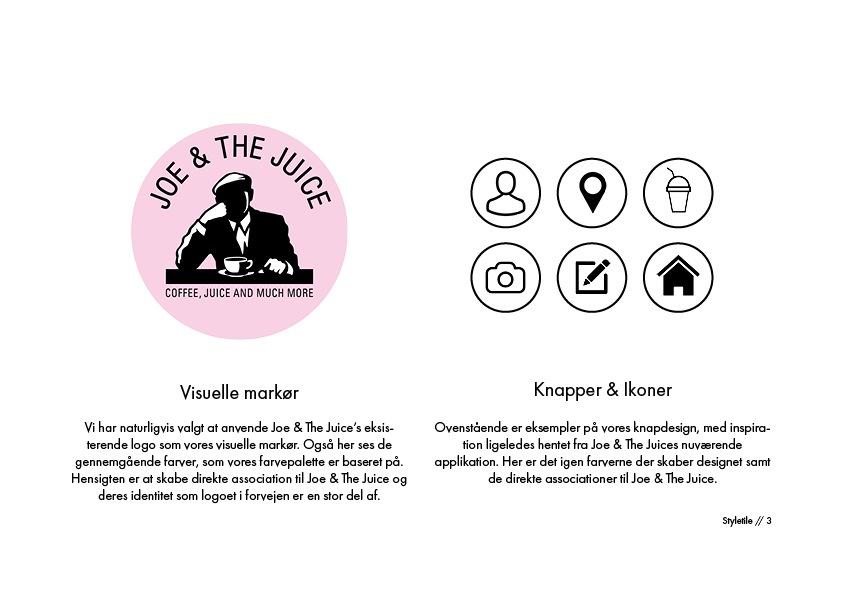 JOE & THE JUICE
COFFEE, JUICE AND MUCH MORE
Visuelle markør
Vi har naturligvis valgt at anvende Joe & The Juice's eksis-
terende logo som vores visuelle markør. Også her ses de
gennemgående farver, som vores farvepalette er baseret på.
Hensigten er at skabe direkte association til Joe & The Juice og
deres identitet som logoet i forvejen er en stor del af.
Knapper & Ikoner
Ovenstående er eksempler på vores knapdesign, med inspira-
tion ligeledes hentet fra Joe & The Juices nuværende
applikation. Her er det igen farverne der skaber designet samt
de direkte associationer til Joe & The Juice.
Styletile // 3